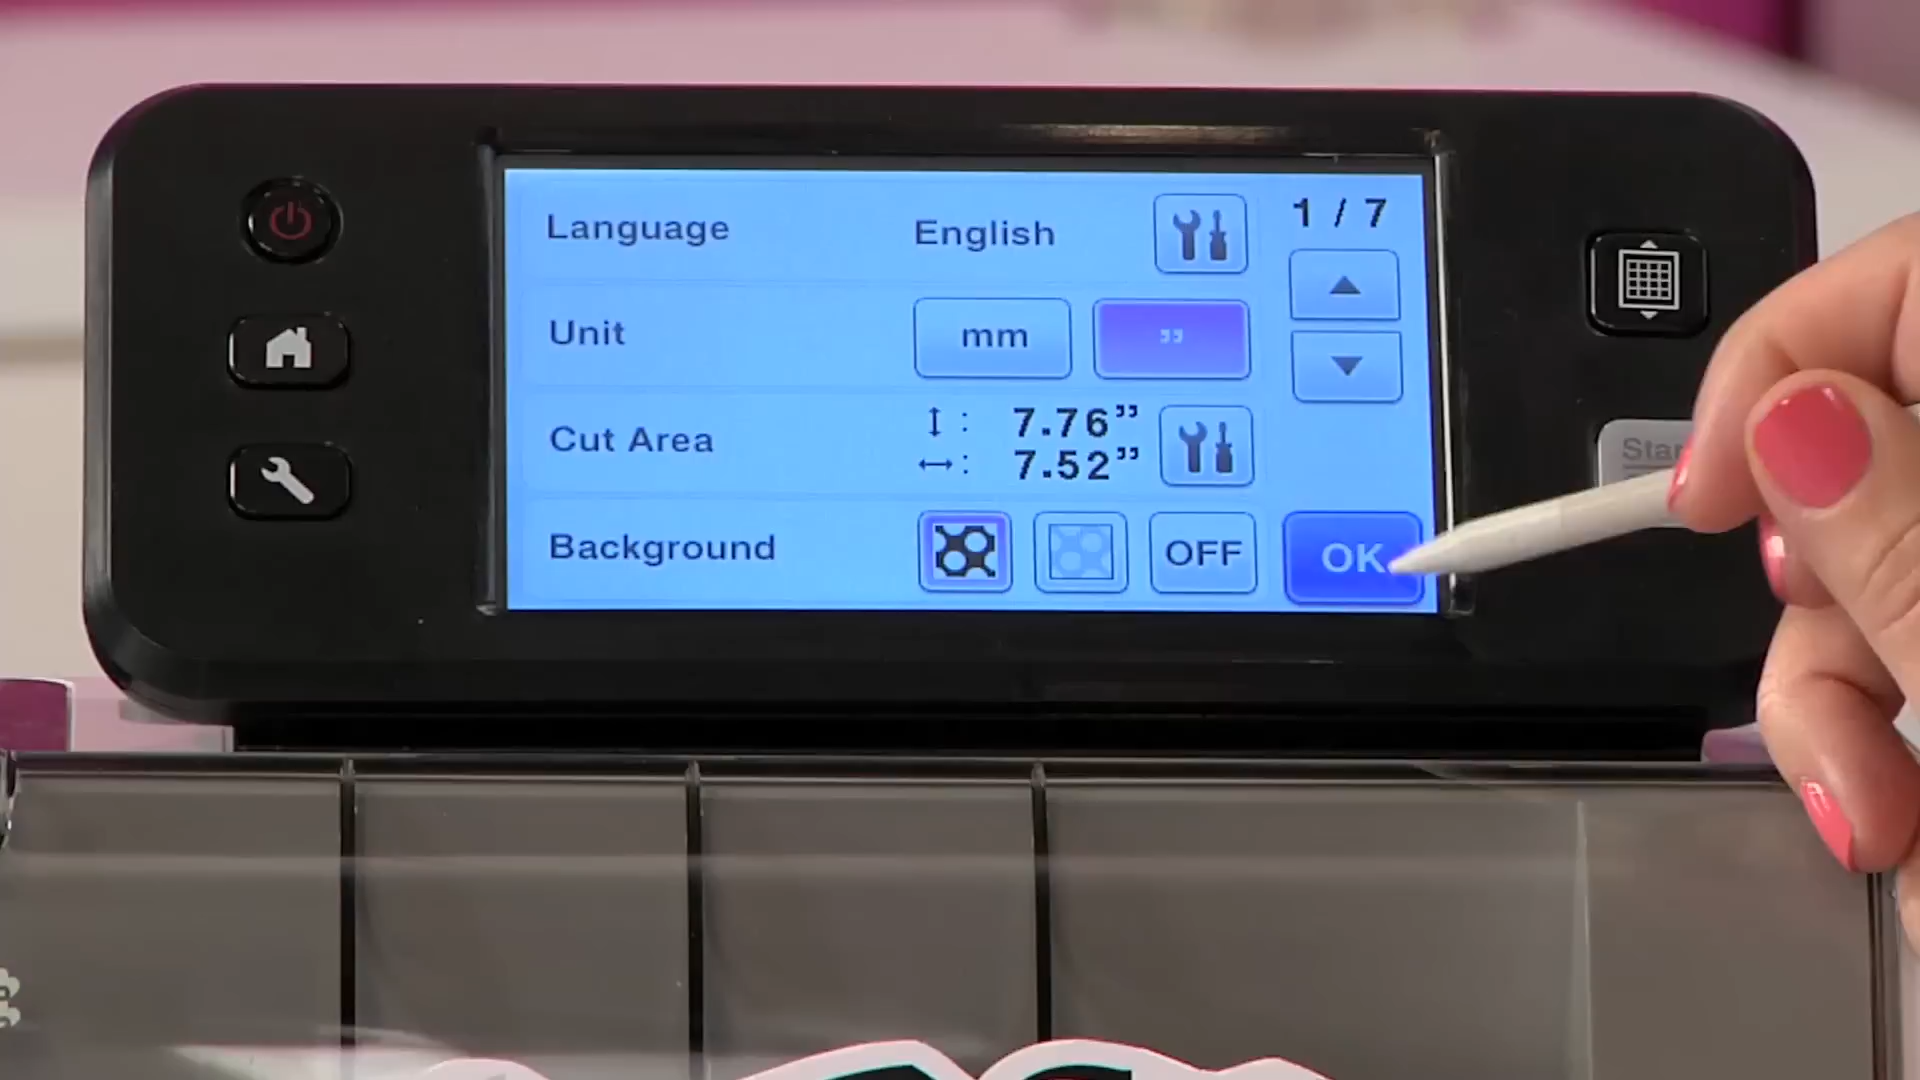 Language English 1 / 7
Unit mm ”
Cut Area 7.76”
7.52”
Background OFF OK